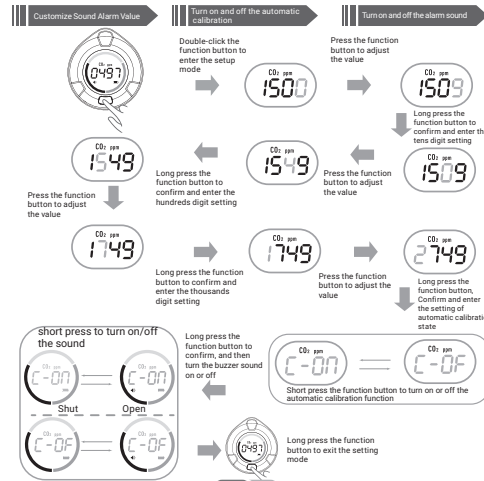 Customize Sound Alarm Value
Turn on and off the automatic
calibration
Turn on and off the alarm sound
CO₂ ppm
0497
Double-click the
function button to
enter the setup
mode
CO₂ ppm
1500
Press the function
button to adjust
the value
CO₂ ppm
1509
Long press the
function button to
confirm and enter the
tens digit setting
CO₂ ppm
1549
Long press the
function button to
confirm and enter the
hundreds digit setting
CO₂ ppm
1549
Press the function
button to adjust
the value
CO₂ ppm
1509
Press the function
button to adjust
the value
CO₂ ppm
1749
Long press the function
button to confirm and
enter the thousands
digit setting
CO₂ ppm
1749
Press the function
button to adjust the
value
CO₂ ppm
2749
Long press the
function button,
Confirm and enter
the setting of
automatic calibratic
state
short press to turn on/off
the sound
CO₂ ppm
C-ON
CO₂ ppm
C-ON
Shut
Open
CO₂ ppm
C-OF
CO₂ ppm
C-OF
Long press the
function button to
confirm, and then
turn the buzzer sound
on or off
CO₂ ppm
C-ON
CO₂ ppm
C-OF
Short press the function button to turn on or off the
automatic calibration function
0497
Long press the function
button to exit the setting
mode